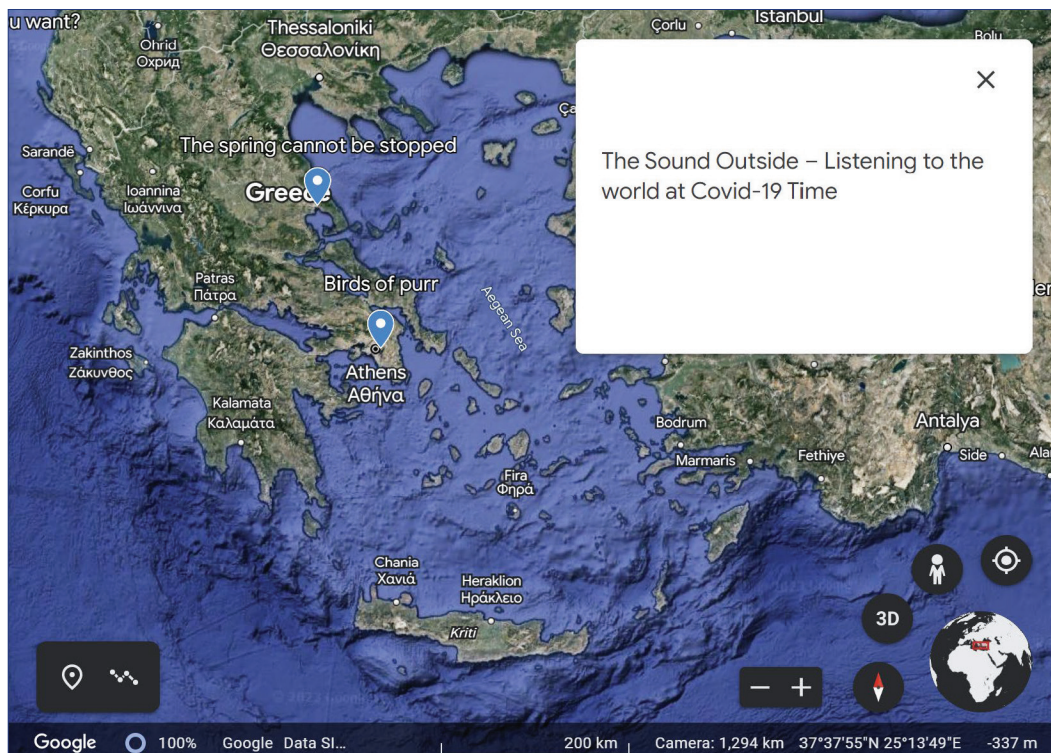 u want?
Thessaloniki
Θεσσαλονίκη
Çorlu
Istanbul
Bolu
Ohrid
Охрид
The spring cannot be stopped
Sarandë
Corfu
Κέρκυρα
Ioannina
Ιωάννινα
Greece
The Sound Outside – Listening to the
world at Covid-19 Time
Patras
Πάτρα
Birds of purr
Aegean Sea
Zakinthos
Ζάκυνθος
Athens
Αθήνα
Kalamata
Καλαμάτα
Bodrum
Marmaris
Fethiye
Antalya
Side
Fira
Φηρά
Chania
Χανιά
Heraklion
Ηράκλειο
Kriti
3D
Google 100% Google Data SI... 200 km Camera: 1,294 km 37°37'55"N 25°13'49"E -337 m